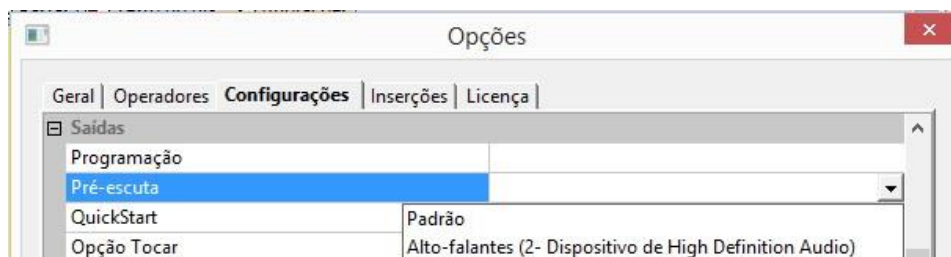 Opções
Geral Operadores Configurações Inserções Licença
Saídas
Programação
Pré-escuta
QuickStart Padrão
Opção Tocar Alto-falantes (2- Dispositivo de High Definition Audio)